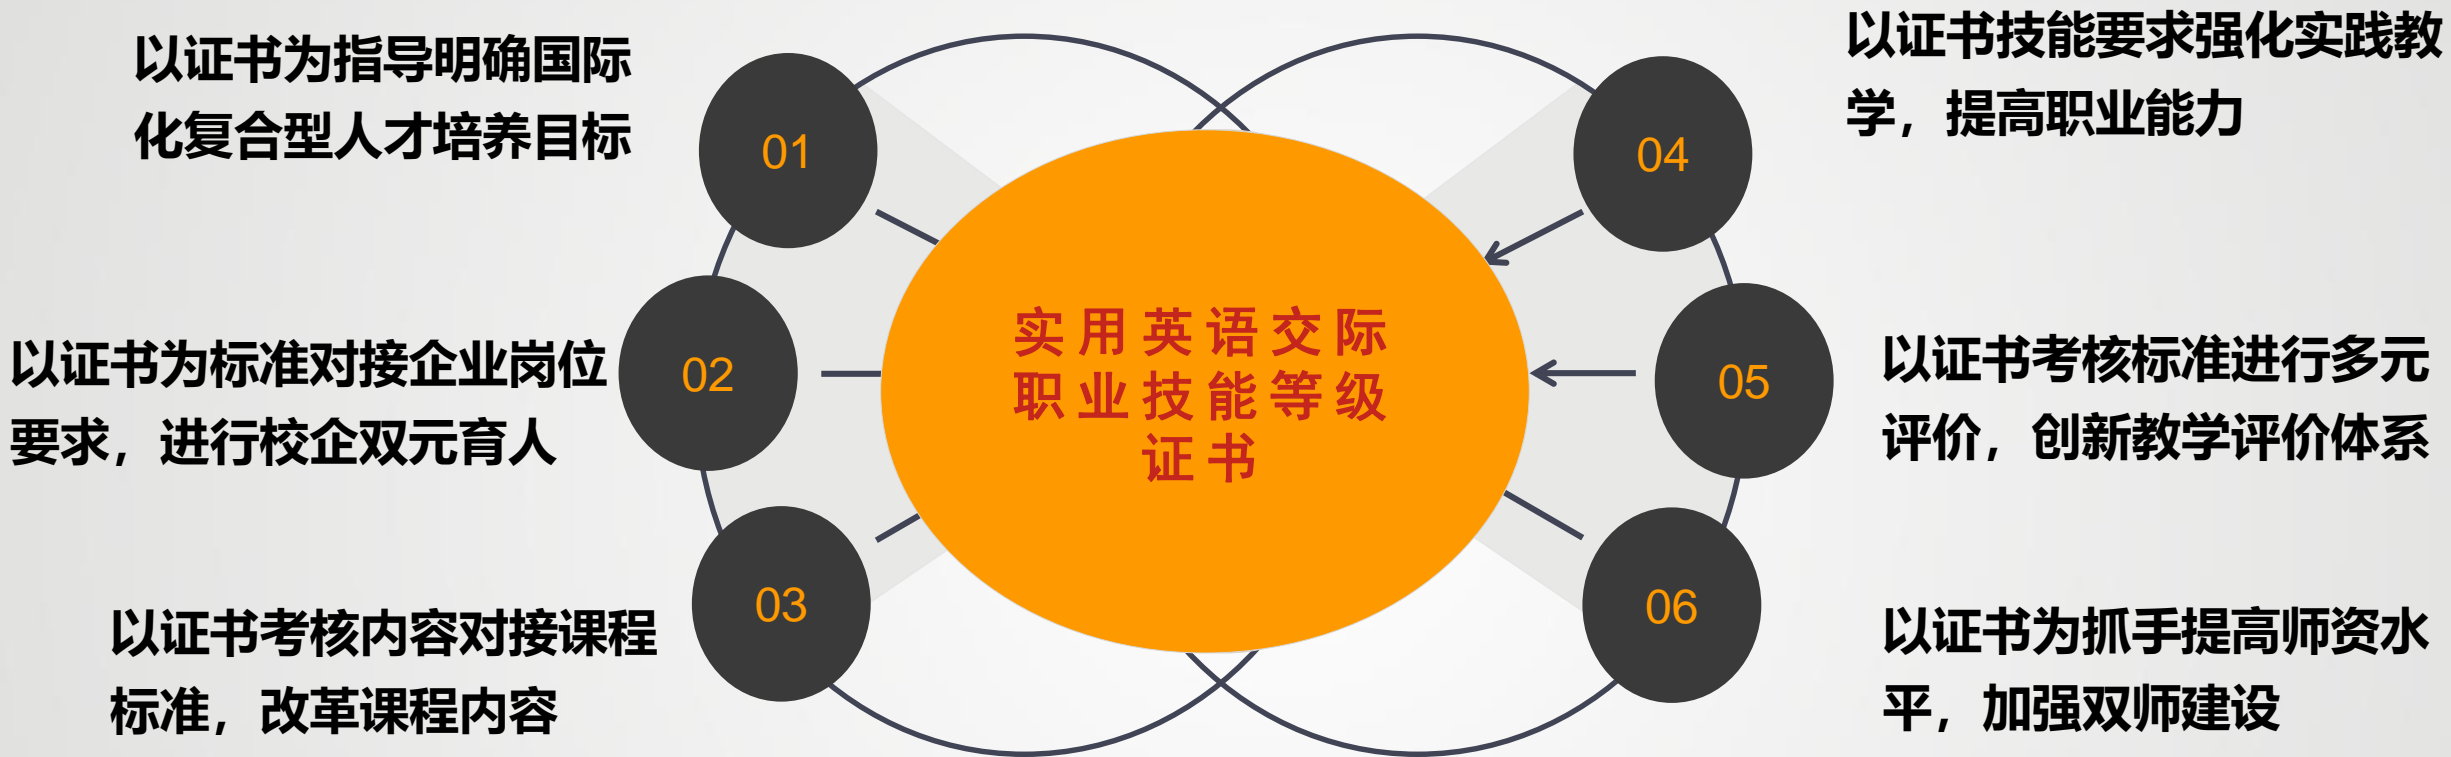 以证书为指导明确国际
化复合型人才培养目标
01
以证书为标准对接企业岗位
要求，进行校企双元育人
02
以证书考核内容对接课程
标准，改革课程内容
03
实用英语交际
职业技能等级
证书
04
以证书技能要求强化实践教
学，提高职业能力
05
以证书考核标准进行多元
评价，创新教学评价体系
06
以证书为抓手提高师资水
平，加强双师建设